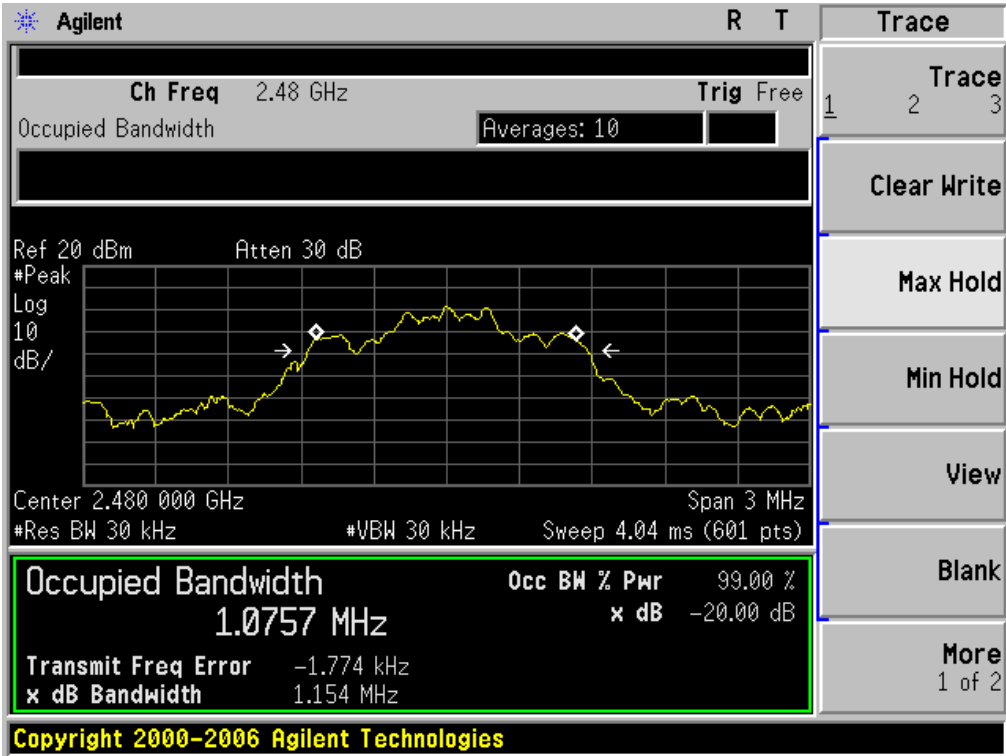 Agilent R T Trace
Ch Freq 2.48 GHz Trig Free
Occupied Bandwidth Averages: 10
Trace
1 2 3
Clear Write
Max Hold
Min Hold
View
Blank
More
1 of 2
Ref 20 dBm Atten 30 dB
#Peak
Log
10
dB/
Center 2.480 000 GHz Span 3 MHz
#Res BW 30 kHz #VBW 30 kHz Sweep 4.04 ms (601 pts)
Occupied Bandwidth Occ BW % Pwr 99.00 %
1.0757 MHz x dB -20.00 dB
Transmit Freq Error -1.774 kHz
x dB Bandwidth 1.154 MHz
Copyright 2000-2006 Agilent Technologies